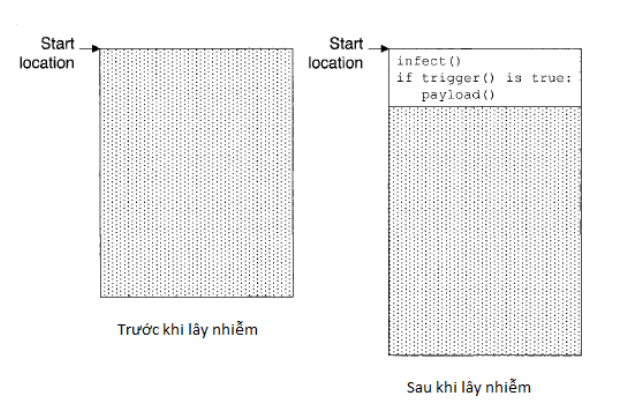 Start
location
Start
location
infect()
if trigger() is true:
payload()
Trước khi lây nhiễm
Sau khi lây nhiễm